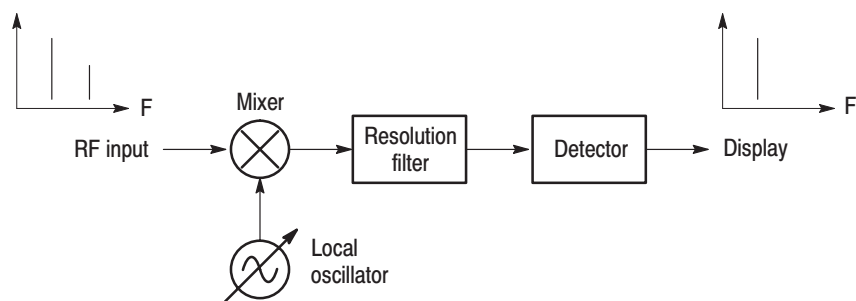 F
F
Mixer
RF input
Resolution
filter
Detector
Display
Local
oscillator